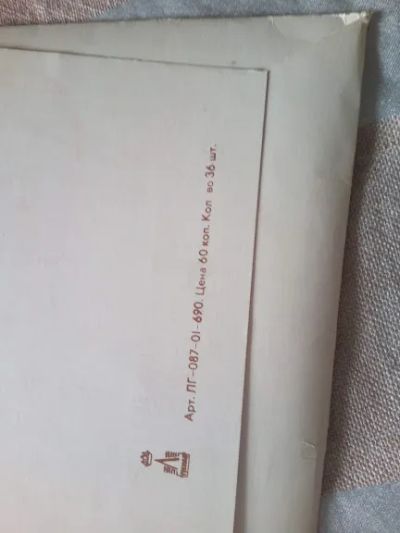 Арт. ЛГ-087-01-690. Цена 60 коп. Кол-во 36 шт.